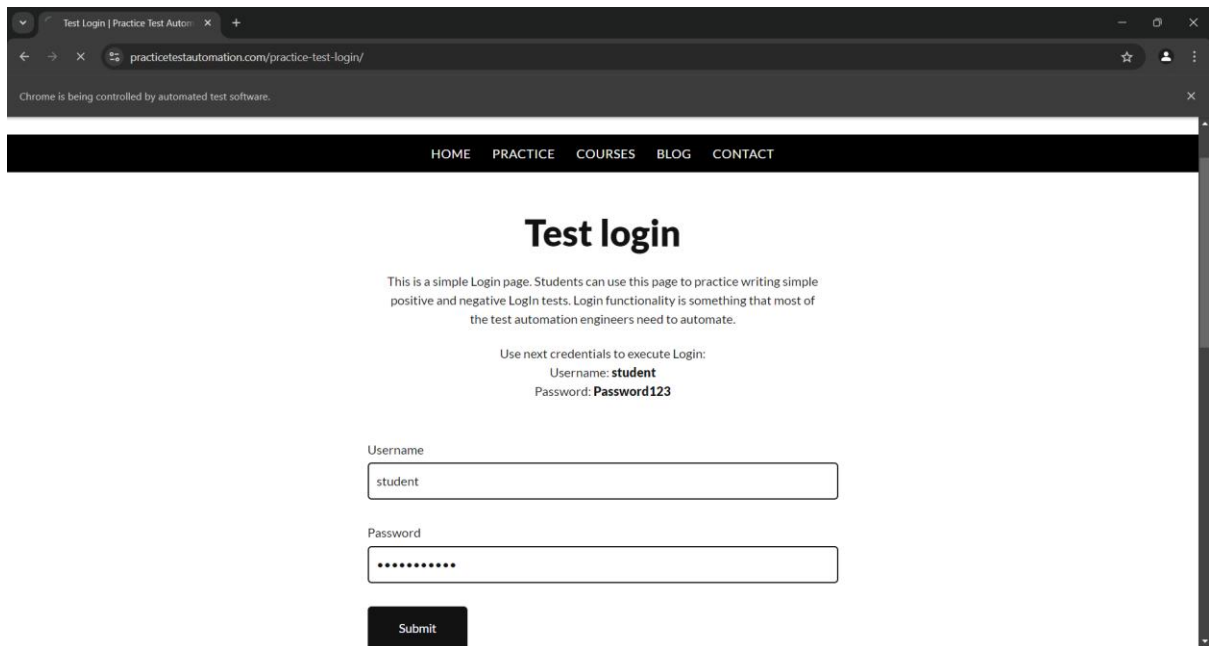 Test Login | Practice Test Autom
practicetestautomation.com/practice-test-login/
Chrome is being controlled by automated test software.
HOME PRACTICE COURSES BLOG CONTACT
Test login
This is a simple Login page. Students can use this page to practice writing simple
positive and negative LogIn tests. Login functionality is something that most of
the test automation engineers need to automate.
Use next credentials to execute Login:
Username: student
Password: Password123
Username
student
Password
•••••••••••
Submit